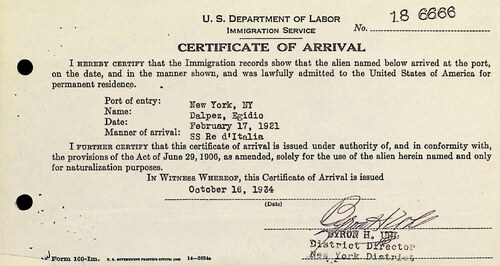 U. S. DEPARTMENT OF LABOR
IMMIGRATION SERVICE
No. 18 6666
CERTIFICATE OF ARRIVAL
I HEREBY CERTIFY that the Immigration records show that the alien named below arrived at the port,
on the date, and in the manner shown, and was lawfully admitted to the United States of America for
permanent residence.
Port of entry: New York, NY
Name: Dalpez, Egidio
Date: February 17, 1921
Manner of arrival: SS Re d'Italia
I FURTHER CERTIFY that this certificate of arrival is issued under authority of, and in conformity with,
the provisions of the Act of June 29, 1906, as amended, solely for the use of the alien herein named and only
for naturalization purposes.
IN WITNESS WHEREOF, this Certificate of Arrival is issued
October 16, 1934
(Date)
BYRON H. UHL
District Director
New York District
Form 160-Im. U. S. GOVERNMENT PRINTING OFFICE: 1932